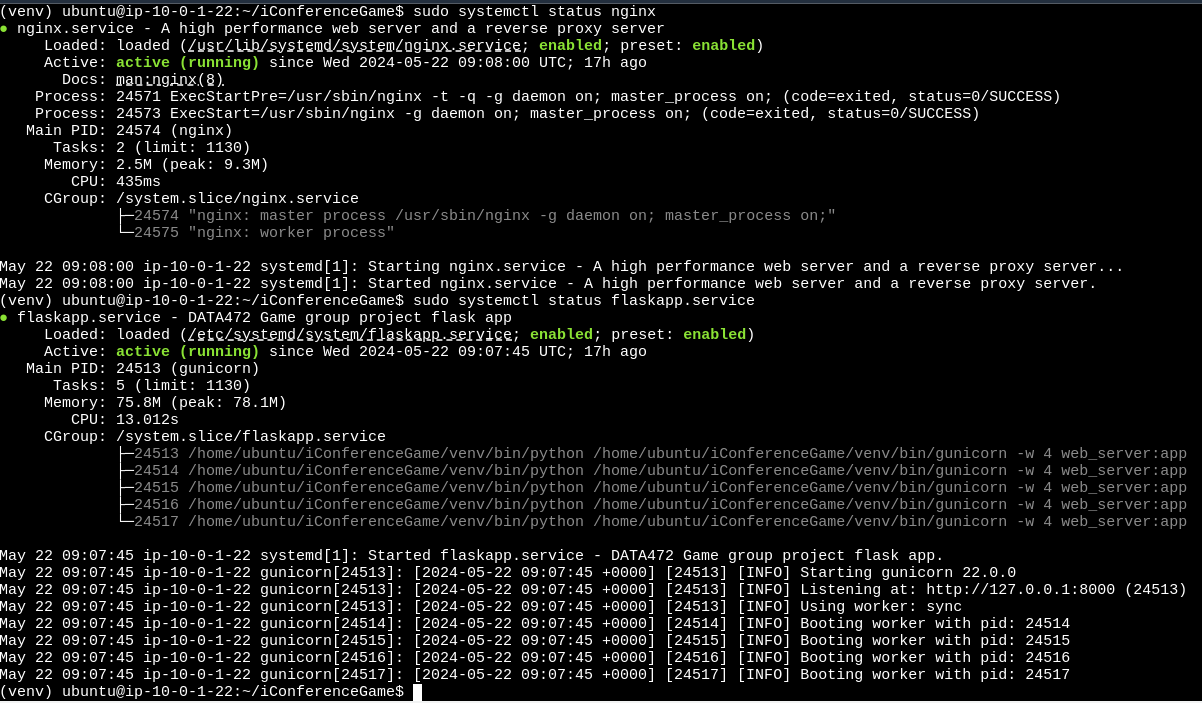 (venv) ubuntu@ip-10-0-1-22:~/iConferenceGame$ sudo systemctl status nginx
● nginx.service - A high performance web server and a reverse proxy server
     Loaded: loaded (/usr/lib/systemd/system/nginx.service; enabled; preset: enabled)
     Active: active (running) since Wed 2024-05-22 09:08:00 UTC; 17h ago
       Docs: man:nginx(8)
    Process: 24571 ExecStartPre=/usr/sbin/nginx -t -q -g daemon on; master_process on; (code=exited, status=0/SUCCESS)
    Process: 24573 ExecStart=/usr/sbin/nginx -g daemon on; master_process on; (code=exited, status=0/SUCCESS)
   Main PID: 24574 (nginx)
      Tasks: 2 (limit: 1130)
     Memory: 2.5M (peak: 9.3M)
        CPU: 435ms
     CGroup: /system.slice/nginx.service
             ├─24574 "nginx: master process /usr/sbin/nginx -g daemon on; master_process on;"
             └─24575 "nginx: worker process"

May 22 09:08:00 ip-10-0-1-22 systemd[1]: Starting nginx.service - A high performance web server and a reverse proxy server...
May 22 09:08:00 ip-10-0-1-22 systemd[1]: Started nginx.service - A high performance web server and a reverse proxy server.
(venv) ubuntu@ip-10-0-1-22:~/iConferenceGame$ sudo systemctl status flaskapp.service
● flaskapp.service - DATA472 Game group project flask app
     Loaded: loaded (/etc/systemd/system/flaskapp.service; enabled; preset: enabled)
     Active: active (running) since Wed 2024-05-22 09:07:45 UTC; 17h ago
   Main PID: 24513 (gunicorn)
      Tasks: 5 (limit: 1130)
     Memory: 75.8M (peak: 78.1M)
        CPU: 13.012s
     CGroup: /system.slice/flaskapp.service
             ├─24513 /home/ubuntu/iConferenceGame/venv/bin/python /home/ubuntu/iConferenceGame/venv/bin/gunicorn -w 4 web_server:app
             ├─24514 /home/ubuntu/iConferenceGame/venv/bin/python /home/ubuntu/iConferenceGame/venv/bin/gunicorn -w 4 web_server:app
             ├─24515 /home/ubuntu/iConferenceGame/venv/bin/python /home/ubuntu/iConferenceGame/venv/bin/gunicorn -w 4 web_server:app
             ├─24516 /home/ubuntu/iConferenceGame/venv/bin/python /home/ubuntu/iConferenceGame/venv/bin/gunicorn -w 4 web_server:app
             └─24517 /home/ubuntu/iConferenceGame/venv/bin/python /home/ubuntu/iConferenceGame/venv/bin/gunicorn -w 4 web_server:app

May 22 09:07:45 ip-10-0-1-22 systemd[1]: Started flaskapp.service - DATA472 Game group project flask app.
May 22 09:07:45 ip-10-0-1-22 gunicorn[24513]: [2024-05-22 09:07:45 +0000] [24513] [INFO] Starting gunicorn 22.0.0
May 22 09:07:45 ip-10-0-1-22 gunicorn[24513]: [2024-05-22 09:07:45 +0000] [24513] [INFO] Listening at: http://127.0.0.1:8000 (24513)
May 22 09:07:45 ip-10-0-1-22 gunicorn[24513]: [2024-05-22 09:07:45 +0000] [24513] [INFO] Using worker: sync
May 22 09:07:45 ip-10-0-1-22 gunicorn[24514]: [2024-05-22 09:07:45 +0000] [24514] [INFO] Booting worker with pid: 24514
May 22 09:07:45 ip-10-0-1-22 gunicorn[24515]: [2024-05-22 09:07:45 +0000] [24515] [INFO] Booting worker with pid: 24515
May 22 09:07:45 ip-10-0-1-22 gunicorn[24516]: [2024-05-22 09:07:45 +0000] [24516] [INFO] Booting worker with pid: 24516
May 22 09:07:45 ip-10-0-1-22 gunicorn[24517]: [2024-05-22 09:07:45 +0000] [24517] [INFO] Booting worker with pid: 24517
(venv) ubuntu@ip-10-0-1-22:~/iConferenceGame$